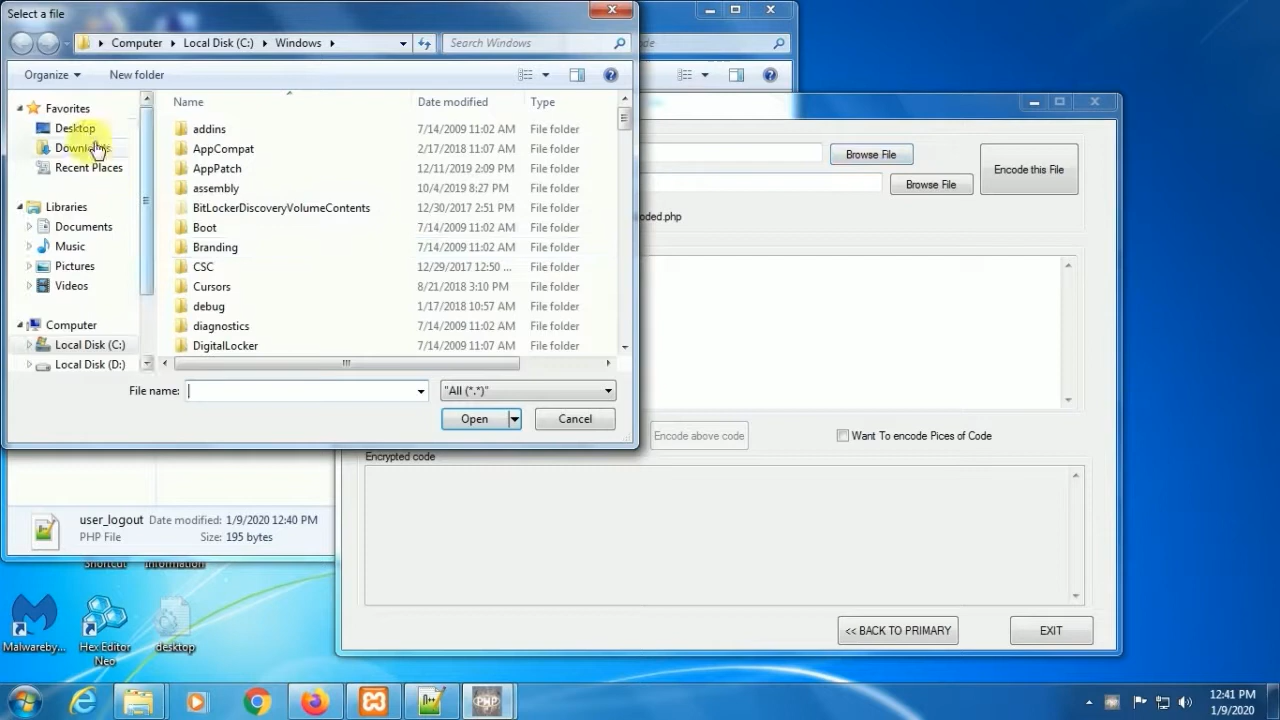 Select a file
Computer
Local Disk (C:)
Windows
Search Windows
Organize
New folder
Favorites
Desktop
Recent Places
Libraries
Documents
Music
Pictures
Videos
Computer
Local Disk (C:)
Local Disk (D:)
Name Date modified Type
addins 7/14/2009 11:02 AM File folder
AppCompat 2/17/2018 11:07 AM File folder
AppPatch 12/11/2019 2:09 PM File folder
assembly 10/4/2019 8:27 PM File folder
BitLockerDiscoveryVolumeContents 12/30/2017 2:51 PM File folder
Boot 7/14/2009 11:02 AM File folder
Branding 7/14/2009 11:02 AM File folder
CSC 12/29/2017 12:50 ... File folder
Cursors 8/21/2018 3:10 PM File folder
debug 1/17/2018 10:57 AM File folder
diagnostics 7/14/2009 11:02 AM File folder
DigitalLocker 7/14/2009 11:07 AM File folder
File name:
"All (*.*)"
Open
Cancel
Browse File
Encode this File
Browse File
oded.php
Encode above code
Want To encode Pices of Code
Encrypted code
<< BACK TO PRIMARY
EXIT
user_logout Date modified: 1/9/2020 12:40 PM
PHP File Size: 195 bytes
Shortcut
Information
Malwareby...
Hex Editor
Neo
desktop
PHP
12:41 PM
1/9/2020